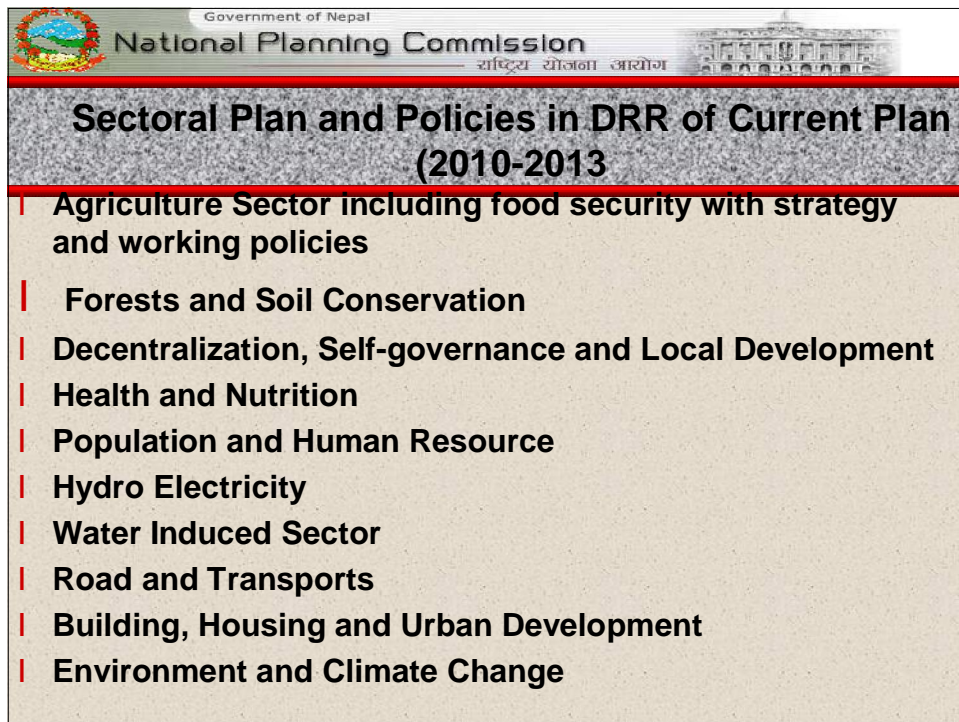 Government of Nepal
National Planning Commission
राष्ट्रिय योजना आयोग
Sectoral Plan and Policies in DRR of Current Plan
(2010-2013
l Agriculture Sector including food security with strategy
and working policies
l Forests and Soil Conservation
l Decentralization, Self-governance and Local Development
l Health and Nutrition
l Population and Human Resource
l Hydro Electricity
l Water Induced Sector
l Road and Transports
l Building, Housing and Urban Development
l Environment and Climate Change